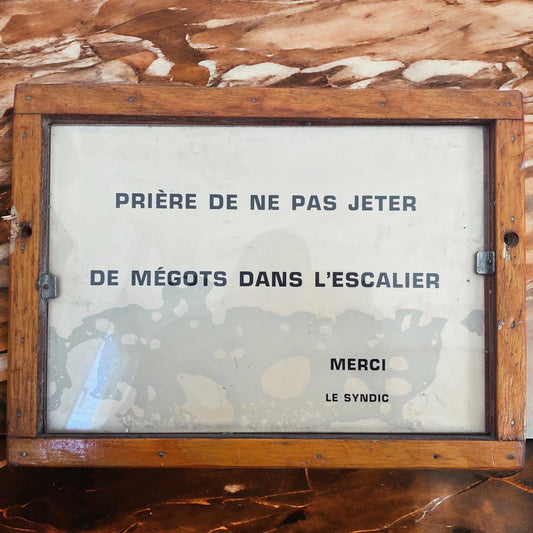 PRIÈRE DE NE PAS JETER
DE MÉGOTS DANS L'ESCALIER
MERCI
LE SYNDIC